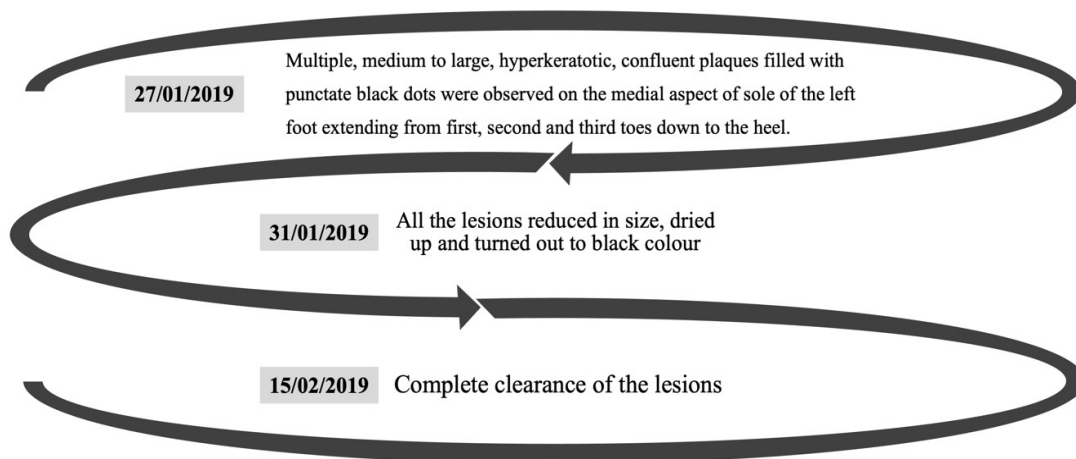 27/01/2019
Multiple, medium to large, hyperkeratotic, confluent plaques filled with
punctate black dots were observed on the medial aspect of sole of the left
foot extending from first, second and third toes down to the heel.
31/01/2019
All the lesions reduced in size, dried
up and turned out to black colour
15/02/2019
Complete clearance of the lesions